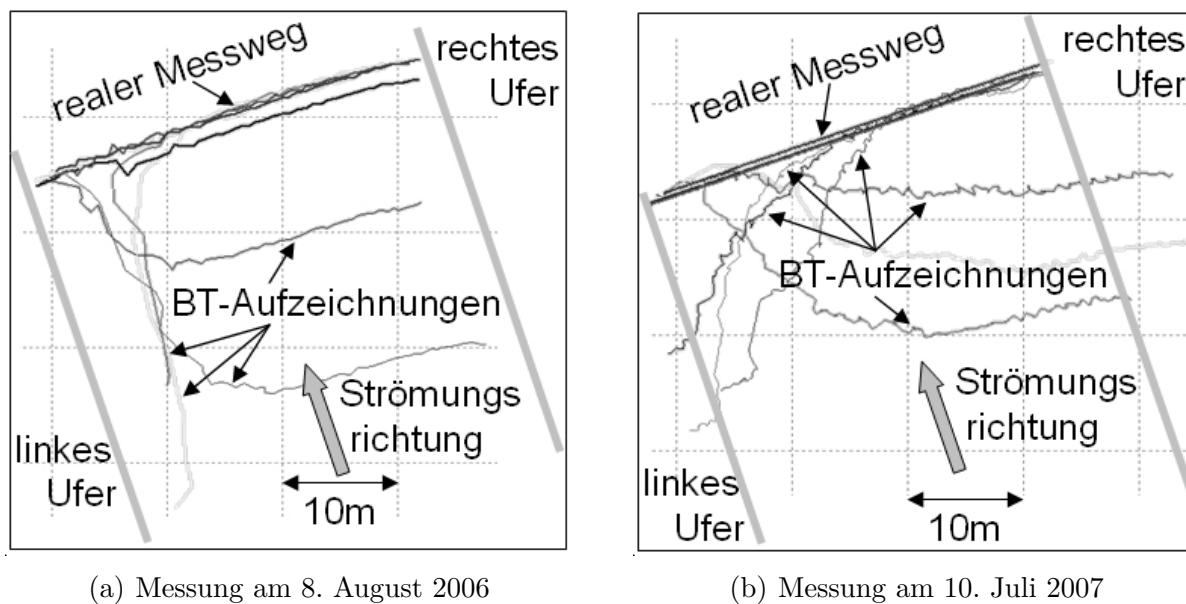 realer Messweg
rechtes
Ufer
BT-Aufzeichnungen
Strömungs
richtung
linkes
Ufer
10m
(a) Messung am 8. August 2006
realer Messweg
rechtes
Ufer
BT-Aufzeichnungen
Strömungs
richtung
linkes
Ufer
10m
(b) Messung am 10. Juli 2007